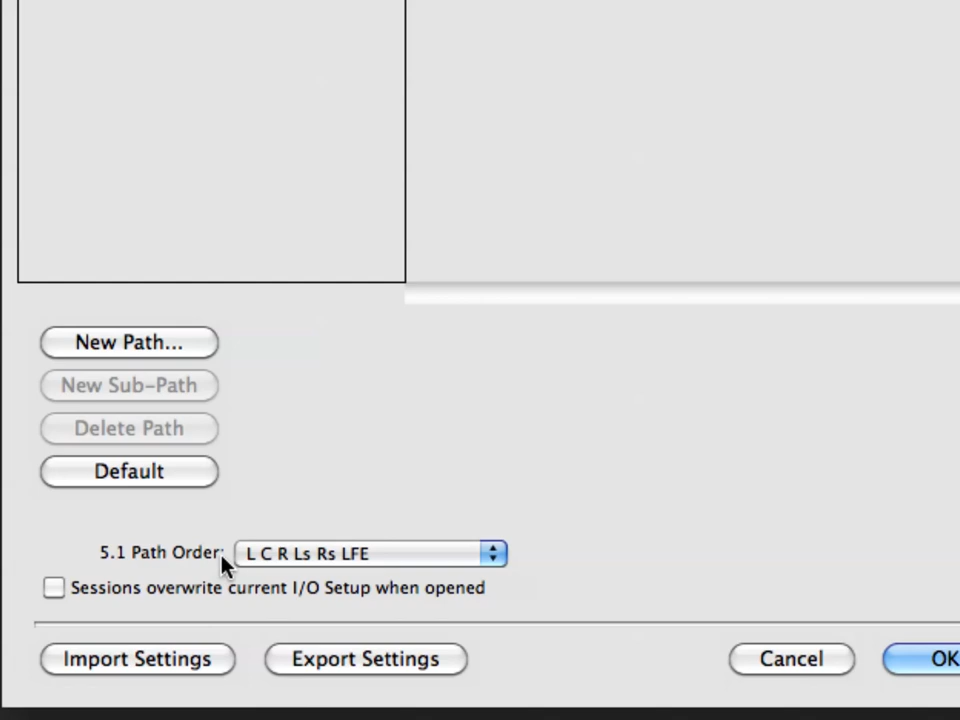 New Path...
New Sub-Path
Delete Path
Default
5.1 Path Order: L C R Ls Rs LFE
Sessions overwrite current I/O Setup when opened
Import Settings Export Settings Cancel OK